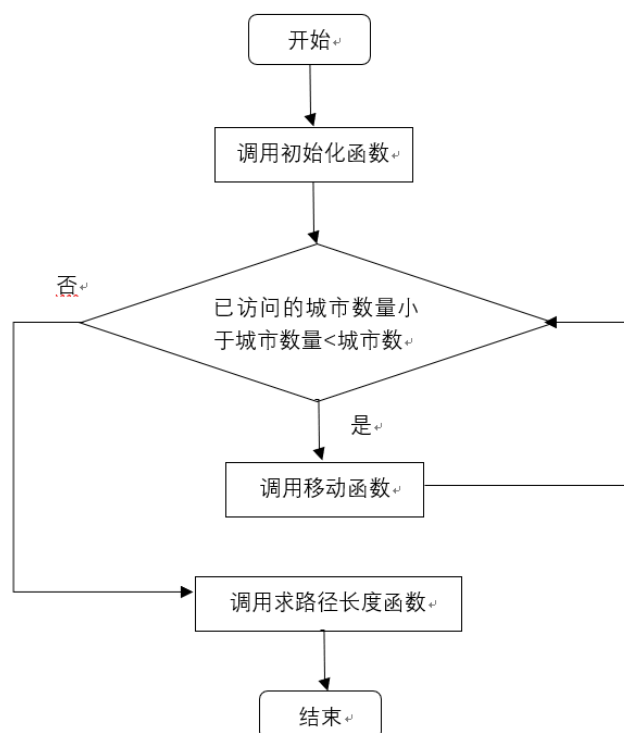 开始
调用初始化函数
否
已访问的城市数量小
于城市数量<城市数
是
调用移动函数
调用求路径长度函数
结束